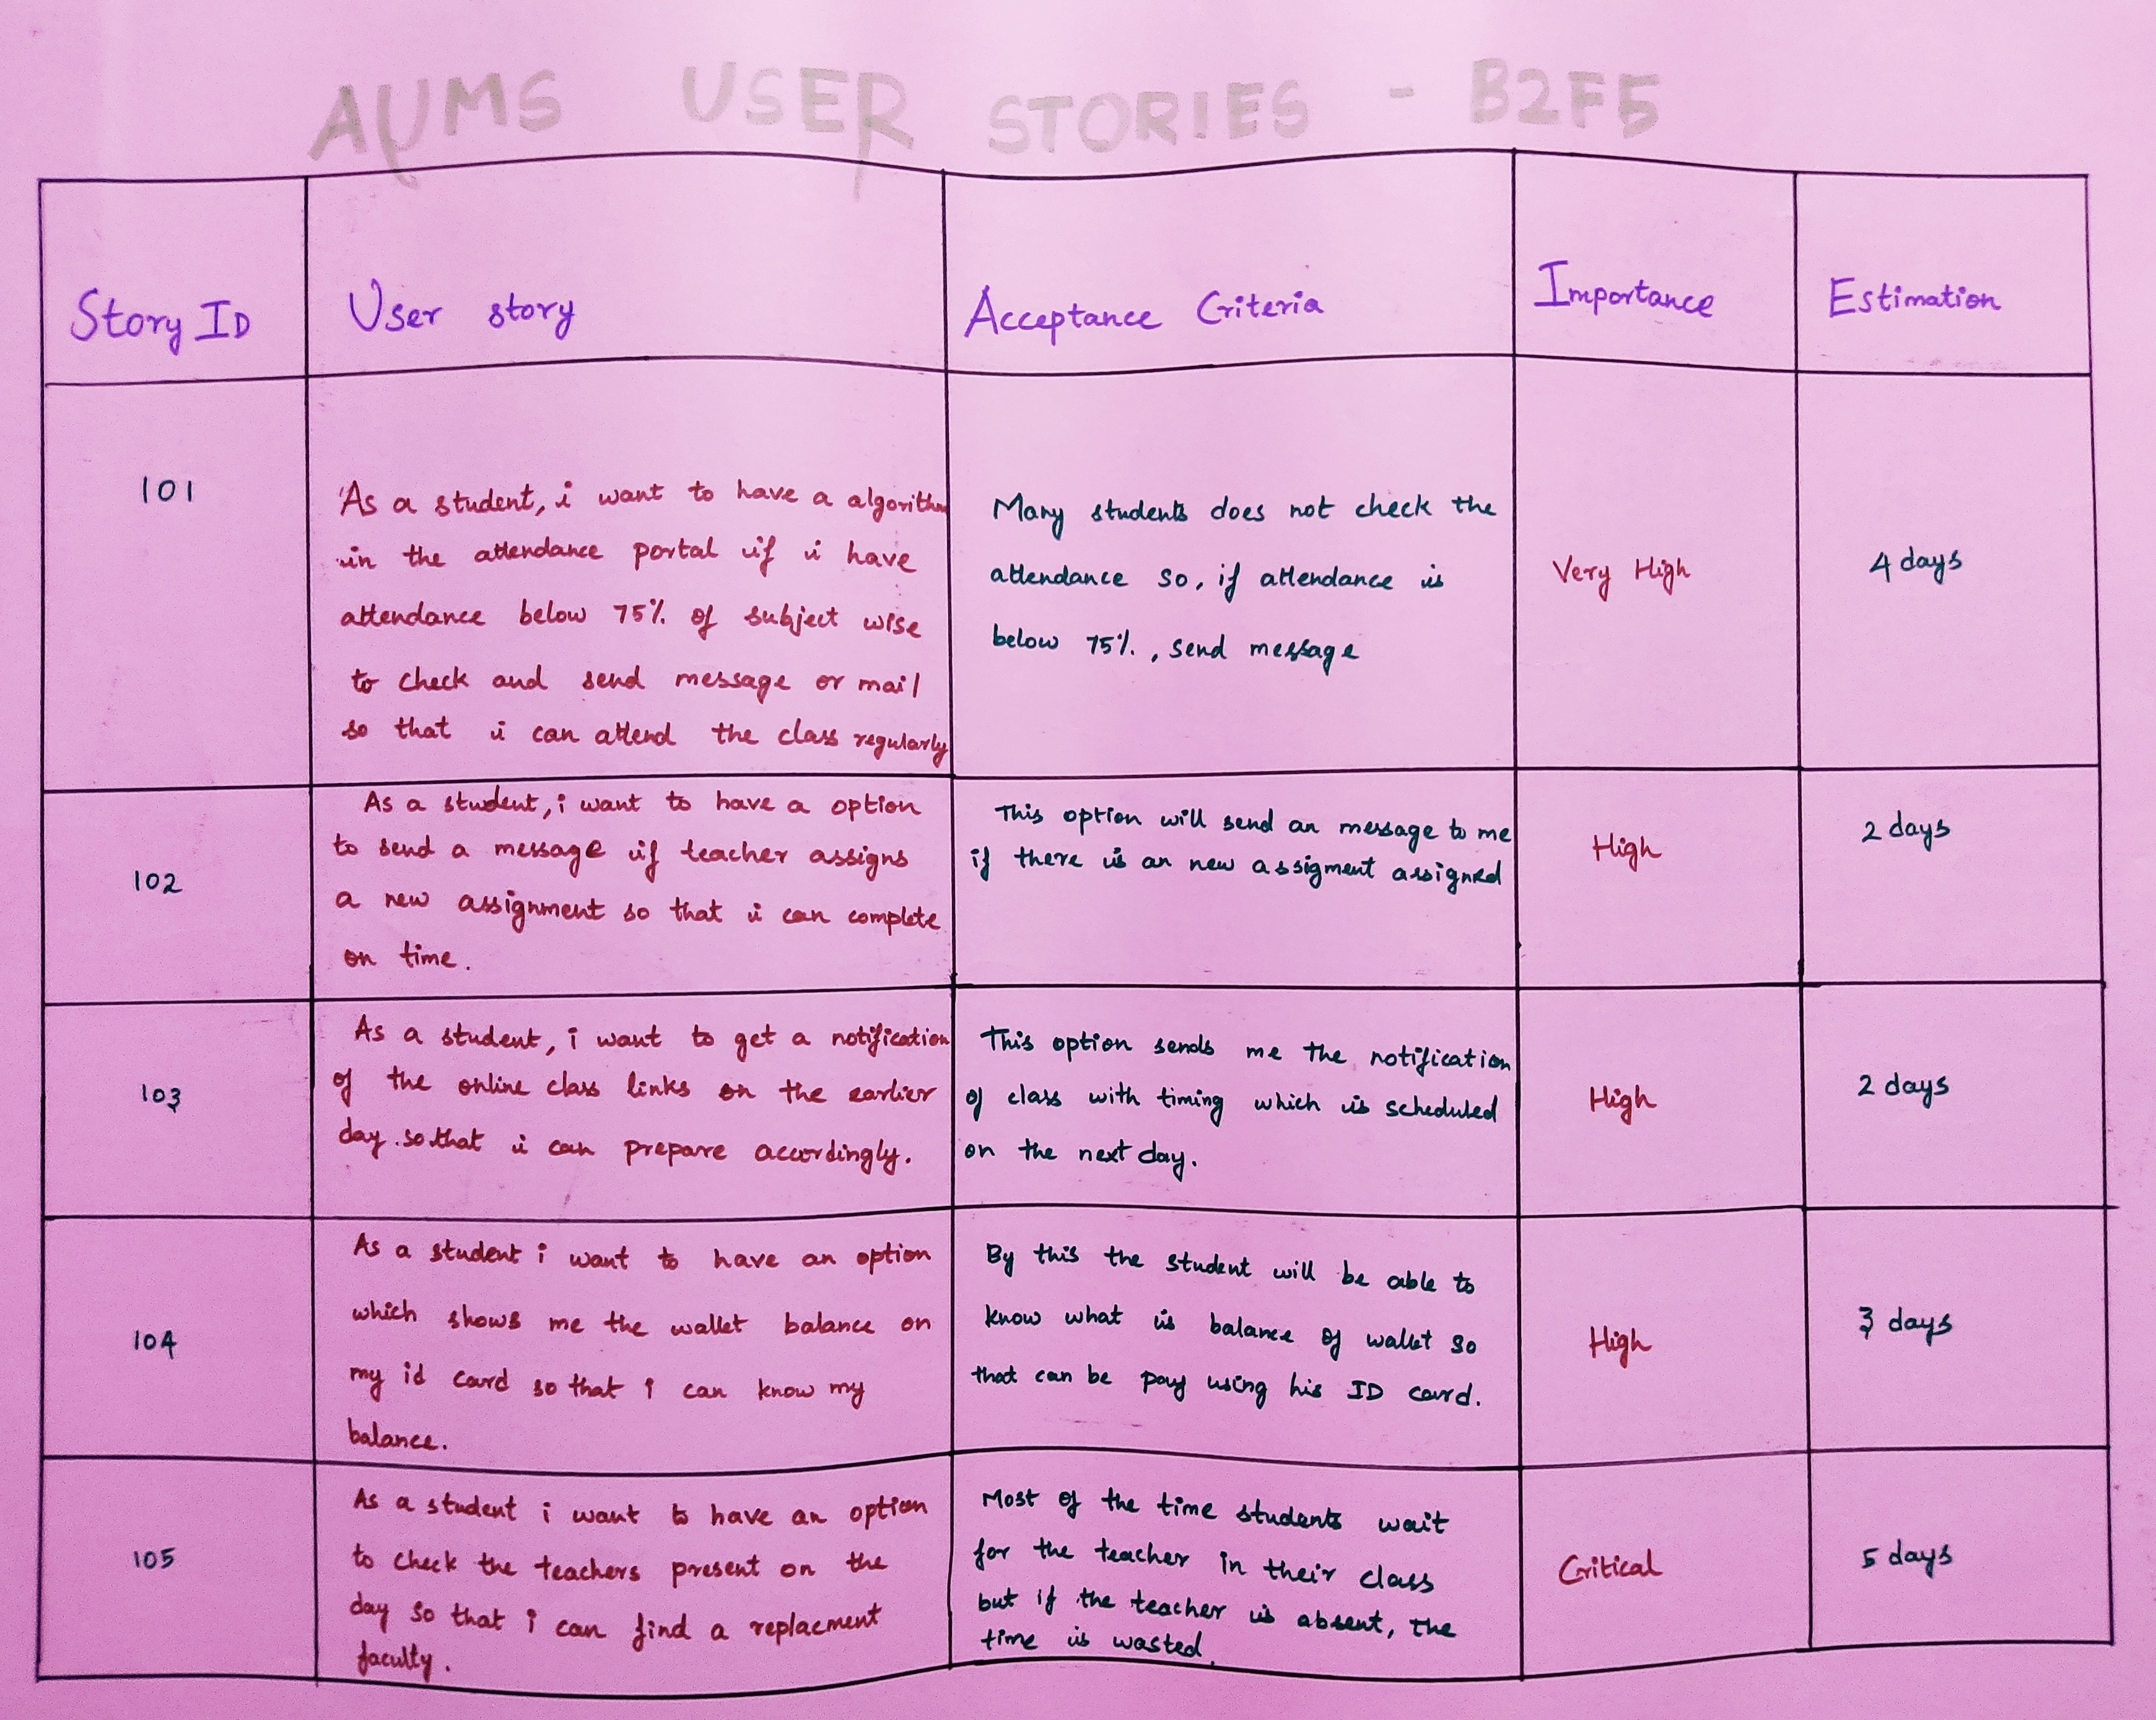 AUMS USER STORIES - B2F5
Story ID
User story
Acceptance Criteria
Importance
Estimation
101
As a student, i want to have a algorithm
in the attendance portal if i have
attendance below 75% of subject wise
to check and send message or mail
so that i can attend the class regularly
Many students does not check the
attendance so, if attendance is
below 75%, send message
Very High
4 days
102
As a student, i want to have a option
to send a message if teacher assigns
a new assignment so that i can complete
on time.
This option will send an message to me
if there is an new assigment assigned
High
2 days
103
As a student, i want to get a notification
of the online class links on the earlier
day so that i can prepare accordingly.
This option sends me the notification
of class with timing which is scheduled
on the next day.
High
2 days
104
As a student i want to have an option
which shows me the wallet balance on
my id card so that i can know my
balance.
By this the student will be able to
know what is balance of wallet so
that can be pay using his ID card.
High
3 days
105
As a student i want to have an option
to check the teachers present on the
day so that i can find a replacment
faculty.
Most of the time students wait
for the teacher in their class
but if the teacher is absent, the
time is wasted.
Critical
5 days